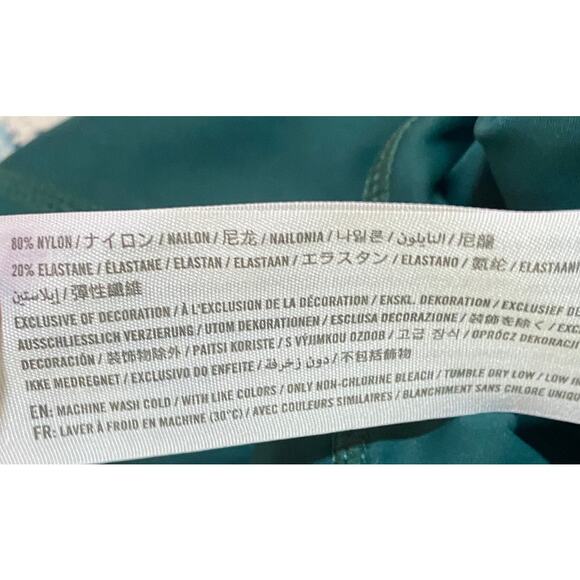 80% NYLON / ナイロン / NAILON / 尼龙 / NAILONIA / 나일론 / النايلون / 尼龍
20% ELASTANE / ÉLASTANE / ELASTAN / ELASTAAN / エラスタン / ELASTANO / 氨纶 / ELASTAANI
إيلاستين / 彈性纖維
EXCLUSIVE OF DECORATION / À L'EXCLUSION DE LA DÉCORATION / EKSKL. DEKORATION / EXCLUSIEF DE
AUSSCHLIESSLICH VERZIERUNG / UTOM DEKORATIONEN / ESCLUSA DECORAZIONE / 装飾を除く / EXCL
DECORACIÓN / 装饰物除外 / PAITSI KORISTE / S VÝJIMKOU OZDOB / 고급 장식 / OPRÓCZ DEKORACJI
IKKE MEDREGNET / EXCLUSIVO DO ENFEITE / دون زخرفة / 不包括飾物
EN: MACHINE WASH COLD / WITH LIKE COLORS / ONLY NON-CHLORINE BLEACH / TUMBLE DRY LOW / LOW
FR: LAVER À FROID EN MACHINE (30°C) / AVEC COULEURS SIMILAIRES / BLANCHIMENT SANS CHLORE UNIQU